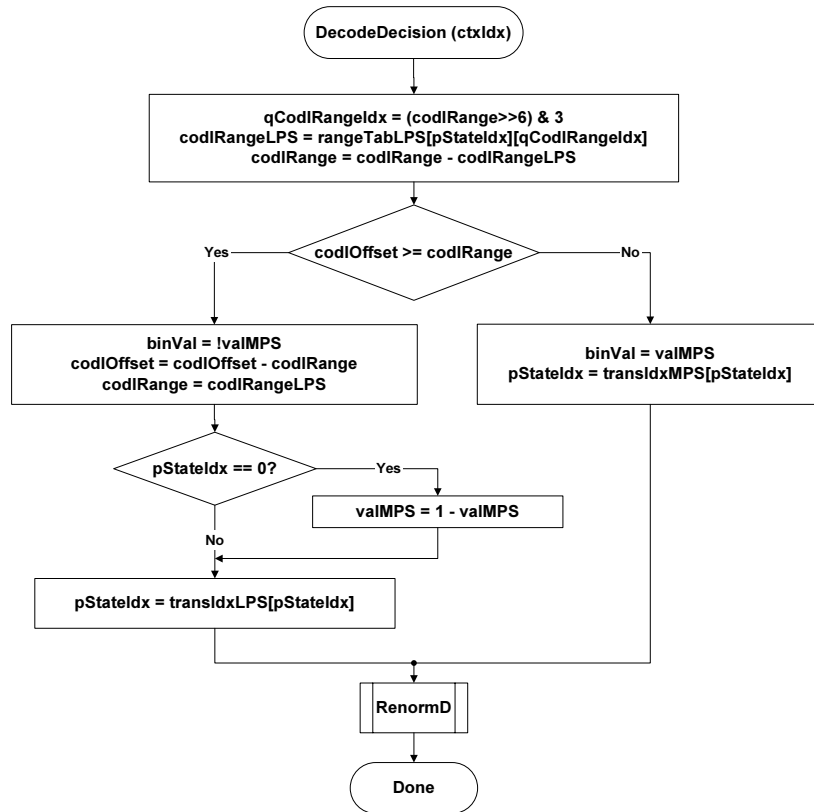 DecodeDecision (ctxIdx)
qCodIRangeIdx = (codIRange>>6) & 3
codIRangeLPS = rangeTabLPS[pStateIdx][qCodIRangeIdx]
codIRange = codIRange - codIRangeLPS
codIOffset >= codIRange
Yes
No
binVal = !valMPS
codIOffset = codIOffset - codIRange
codIRange = codIRangeLPS
binVal = valMPS
pStateIdx = transIdxMPS[pStateIdx]
pStateIdx == 0?
Yes
valMPS = 1 - valMPS
No
pStateIdx = transIdxLPS[pStateIdx]
RenormD
Done